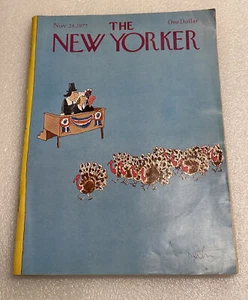 Nov. 24, 1975
THE
One Dollar
NEW YORKER